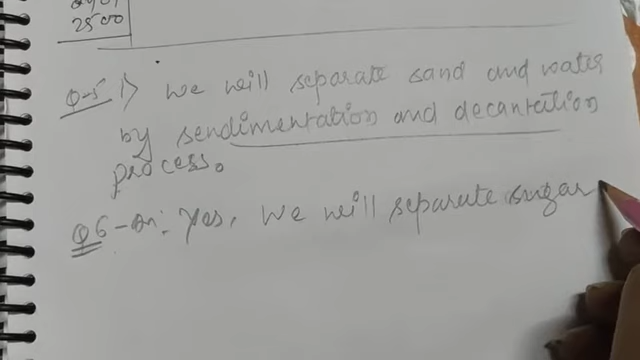 2500
Q-5 1> We will separate sand and water
by sendimentation and decantation
process.
Q6-An: Yes, we will separate sugar